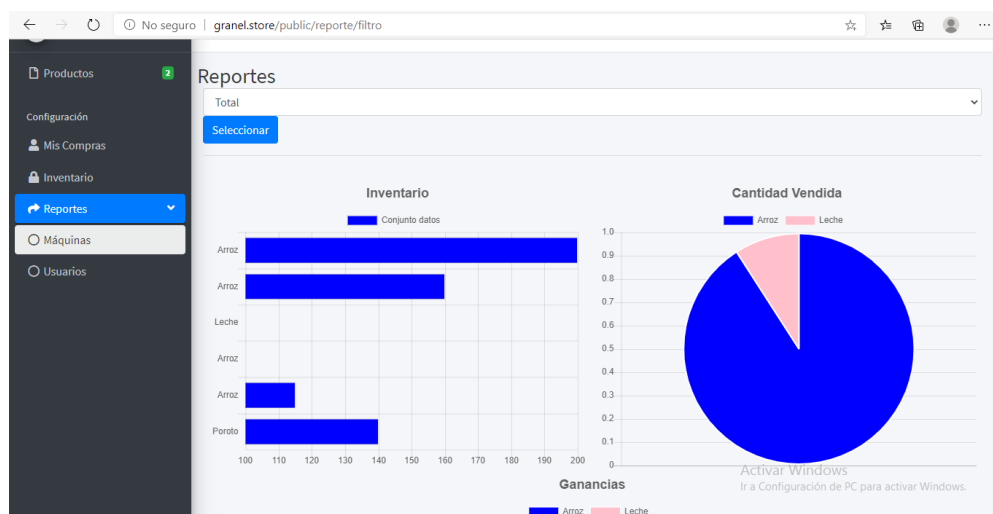 No seguro granel.store/public/reporte/filtro
Productos 2
Configuración
Mis Compras
Inventario
Reportes
Máquinas
Usuarios
Reportes
Total
Seleccionar
Inventario
Conjunto datos
Arroz
Arroz
Leche
Arroz
Arroz
Poroto
100 110 120 130 140 150 160 170 180 190 200
Cantidad Vendida
Arroz Leche
1.0
0.9
0.8
0.7
0.6
0.5
0.4
0.3
0.2
0.1
0
Ganancias
Arroz Leche
Activar Windows
Ir a Configuración de PC para activar Windows.